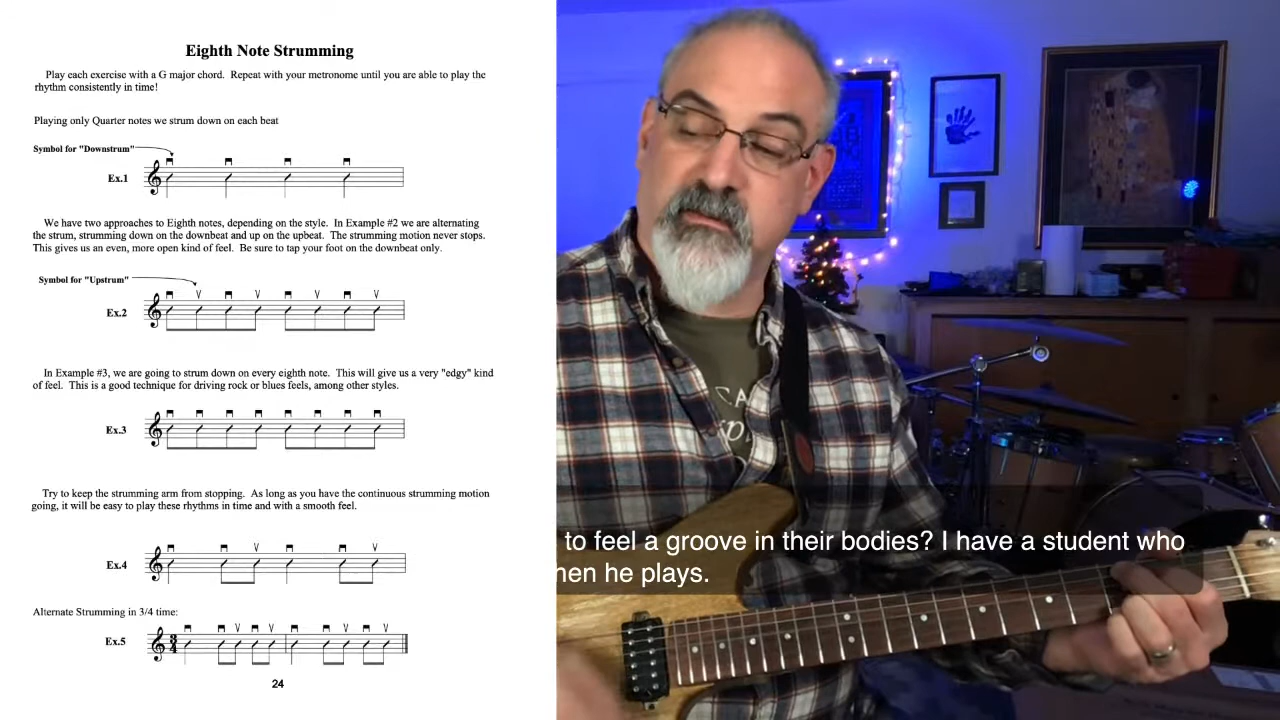 Eighth Note Strumming
Play each exercise with a G major chord. Repeat with your metronome until you are able to play the
rhythm consistently in time!
Playing only Quarter notes we strum down on each beat
Symbol for "Downstrum"
Ex.1
We have two approaches to Eighth notes, depending on the style. In Example #2 we are alternating
the strum, strumming down on the downbeat and up on the upbeat. The strumming motion never stops.
This gives us an even, more open kind of feel. Be sure to tap your foot on the downbeat only.
Symbol for "Upstrum"
Ex.2
In Example #3, we are going to strum down on every eighth note. This will give us a very "edgy" kind
of feel. This is a good technique for driving rock or blues feels, among other styles.
Ex.3
Try to keep the strumming arm from stopping. As long as you have the continuous strumming motion
going, it will be easy to play these rhythms in time and with a smooth feel.
Ex.4
Alternate Strumming in 3/4 time:
Ex.5
3
4
24
to feel a groove in their bodies? I have a student who
hen he plays.